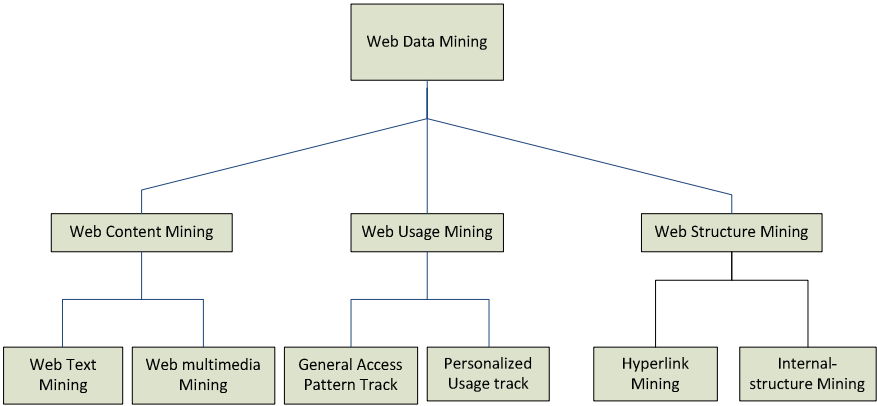 Web Data Mining
Web Content Mining
Web Usage Mining
Web Structure Mining
Web Text
Mining
Web multimedia
Mining
General Access
Pattern Track
Personalized
Usage track
Hyperlink
Mining
Internal-
structure Mining